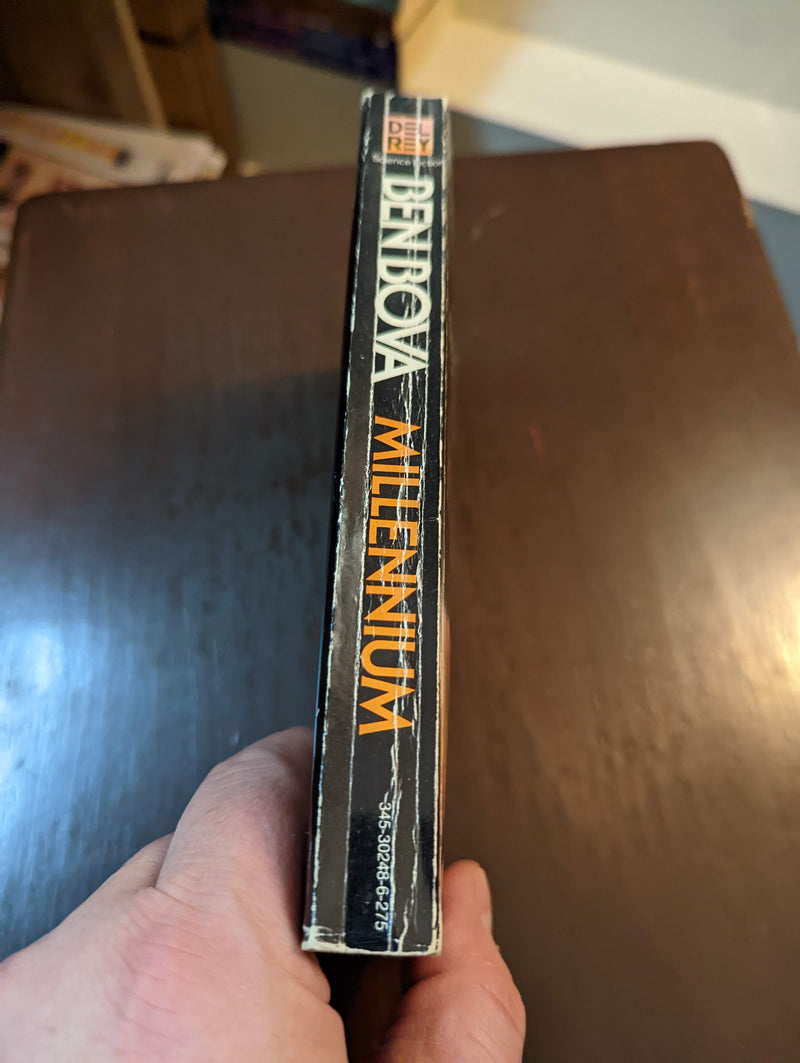 DEL
REY
Science Fiction
BEN BOVA
MILLENNIUM
345-30248-6-275